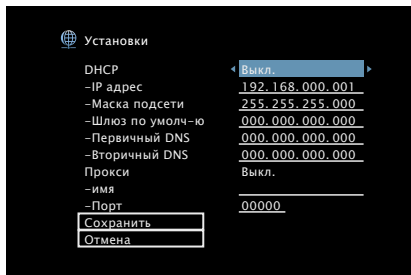 Установки
DHCP Выкл.
-IP адрес 192.168.000.001
-Маска подсети 255.255.255.000
-Шлюз по умолч-ю 000.000.000.000
-Первичный DNS 000.000.000.000
-Вторичный DNS 000.000.000.000
Прокси Выкл.
-имя
-Порт 00000
Сохранить
Отмена